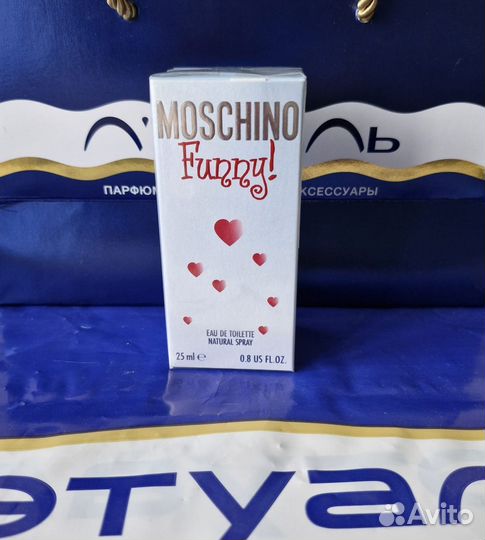 MOSCHINO
Funny!
ПАРФЮМ
КСЕССУАРЫ
EAU DE TOILETTE
NATURAL SPRAY
25 ml e 0.8 US FL.OZ.
ЭТУАЛ
Avito